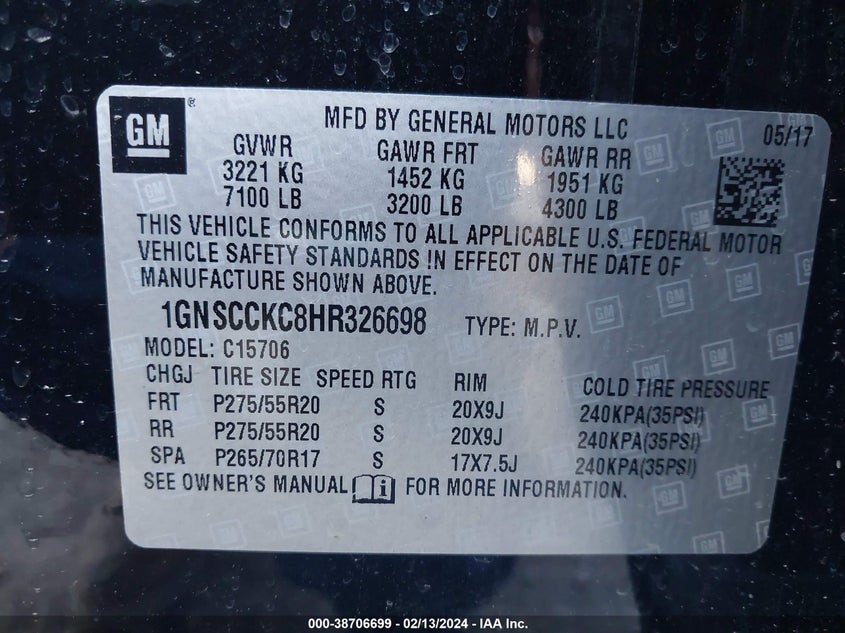 GM
MFD BY GENERAL MOTORS LLC 05/17
GVWR GAWR FRT GAWR RR
3221 KG 1452 KG 1951 KG
7100 LB 3200 LB 4300 LB
THIS VEHICLE CONFORMS TO ALL APPLICABLE U.S. FEDERAL MOTOR
VEHICLE SAFETY STANDARDS IN EFFECT ON THE DATE OF
MANUFACTURE SHOWN ABOVE.
1GNSCCKC8HR326698 TYPE: M.P.V.
MODEL: C15706
CHGJ TIRE SIZE SPEED RTG RIM COLD TIRE PRESSURE
FRT P275/55R20 S 20X9J 240KPA(35PSI)
RR P275/55R20 S 20X9J 240KPA(35PSI)
SPA P265/70R17 S 17X7.5J 240KPA(35PSI)
SEE OWNER'S MANUAL i FOR MORE INFORMATION.
000-38706699 - 02/13/2024 - IAA Inc.